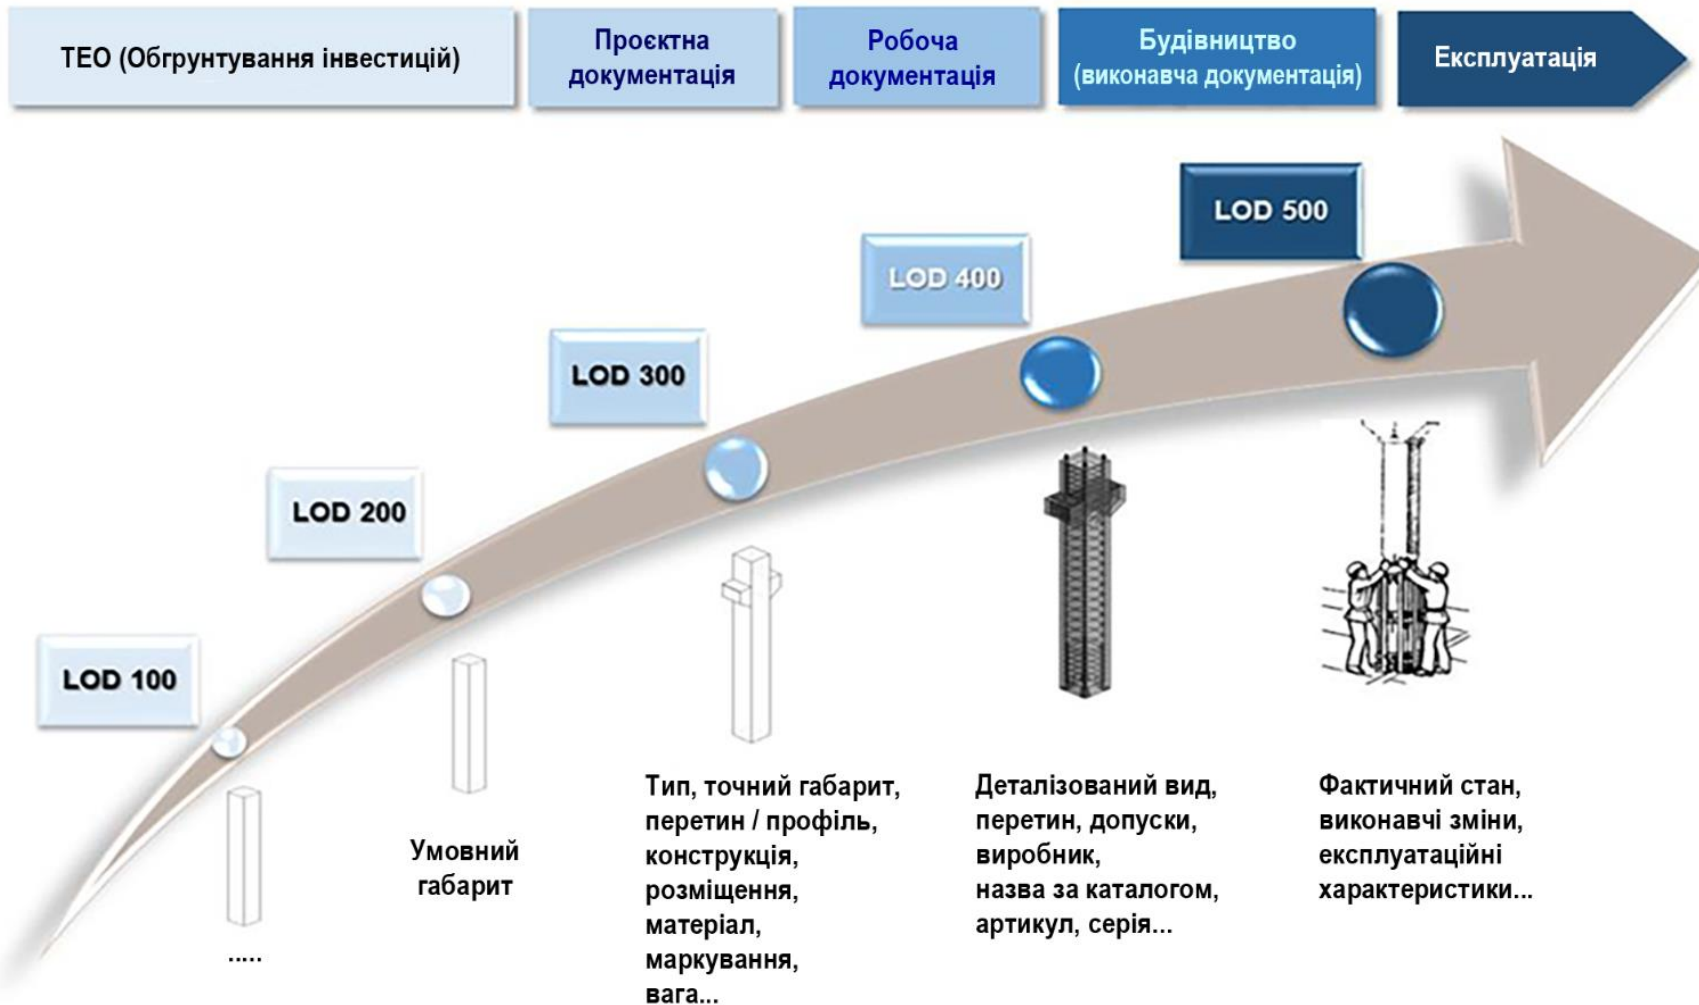 ТЕО (Обгрунтування інвестицій)
Проєктна
документація
Робоча
документація
Будівництво
(виконавча документація)
Експлуатація
LOD 500
LOD 400
LOD 300
LOD 200
LOD 100
.....
Умовний
габарит
Тип, точний габарит,
перетин / профіль,
конструкція,
розміщення,
матеріал,
маркування,
вага...
Деталізований вид,
перетин, допуски,
виробник,
назва за каталогом,
артикул, серія...
Фактичний стан,
виконавчі зміни,
експлуатаційні
характеристики...